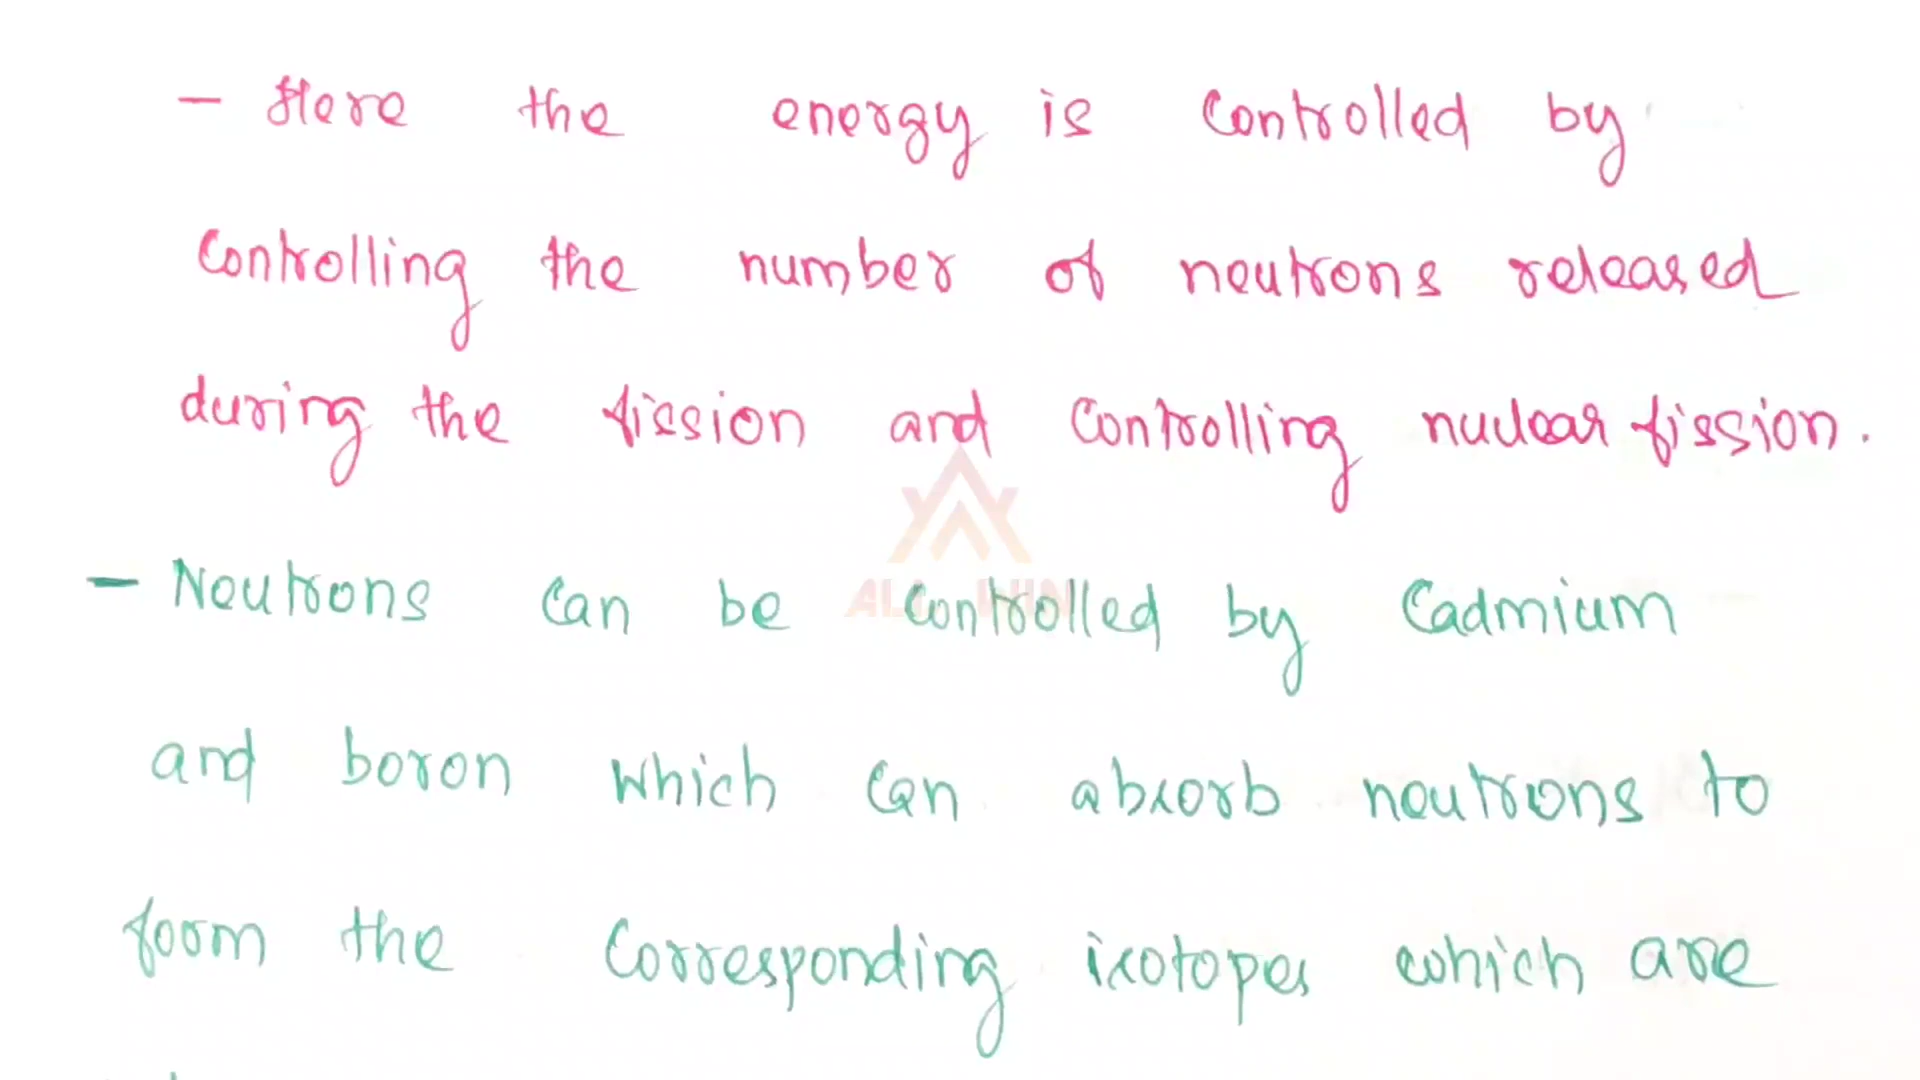 - Here the energy is controlled by
controlling the number of neutrons released
during the fission and controlling nuclear fission.
- Neutrons can be controlled by Cadmium
and boron which can absorb neutrons to
form the corresponding isotopes which are